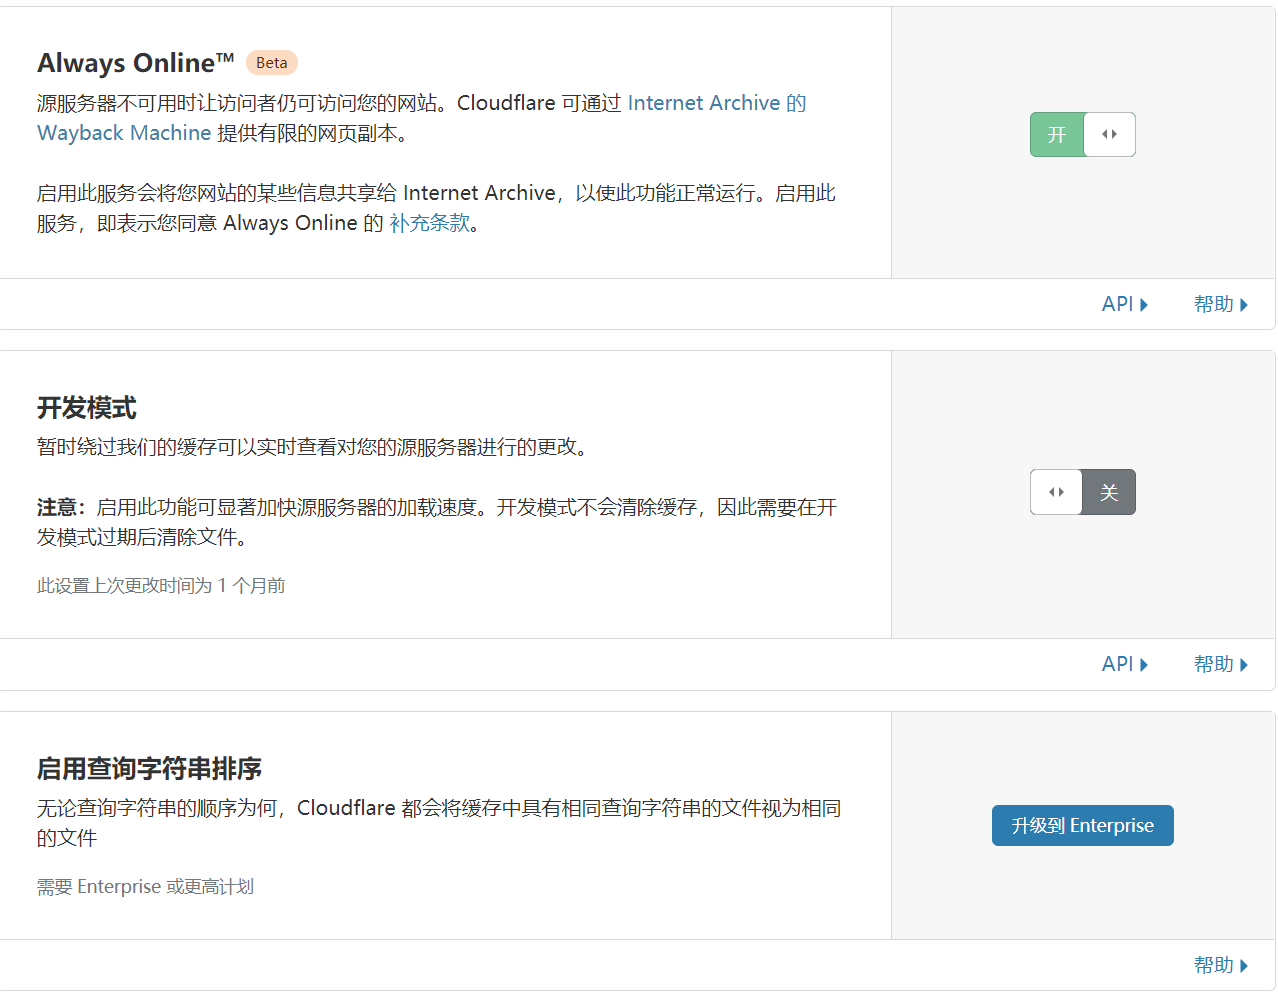 Always Online™ Beta
源服务器不可用时让访问者仍可访问您的网站。Cloudflare 可通过 Internet Archive 的
Wayback Machine 提供有限的网页副本。
开
启用此服务会将您网站的某些信息共享给 Internet Archive，以使此功能正常运行。启用此
服务，即表示您同意 Always Online 的 补充条款。
API 帮助
开发模式
暂时绕过我们的缓存可以实时查看对您的源服务器进行的更改。
关
注意：启用此功能可显著加快源服务器的加载速度。开发模式不会清除缓存，因此需要在开
发模式过期后清除文件。
此设置上次更改时间为 1 个月前
API 帮助
启用查询字符串排序
无论查询字符串的顺序为何，Cloudflare 都会将缓存中具有相同查询字符串的文件视为相同
的文件
升级到 Enterprise
需要 Enterprise 或更高计划
帮助